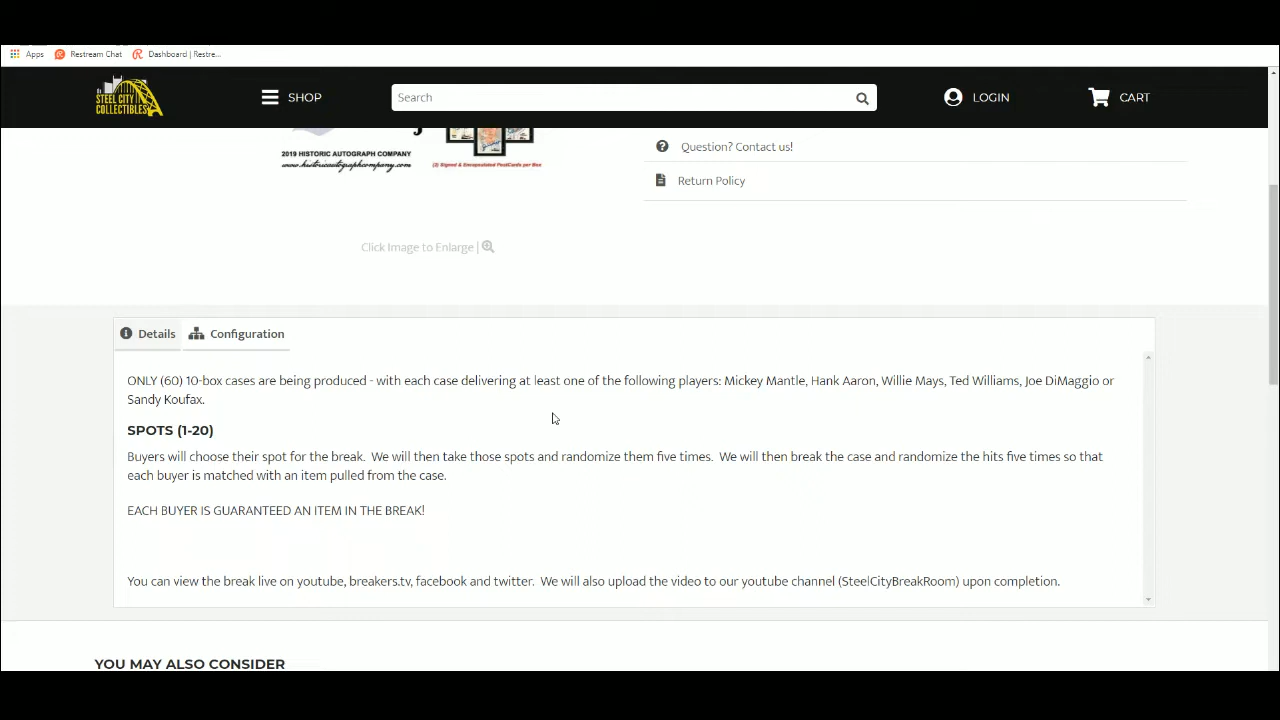 Apps Restream Chat Dashboard | Restre...
STEEL CITY
COLLECTIBLES
SHOP
Search
LOGIN
CART
2019 HISTORIC AUTOGRAPH COMPANY
www.historicautographcompany.com
(3) Signed & Encapsulated PostCards per Box
Question? Contact us!
Return Policy
Click Image to Enlarge |
Details
Configuration
ONLY (60) 10-box cases are being produced - with each case delivering at least one of the following players: Mickey Mantle, Hank Aaron, Willie Mays, Ted Williams, Joe DiMaggio or
Sandy Koufax.
SPOTS (1-20)
Buyers will choose their spot for the break. We will then take those spots and randomize them five times. We will then break the case and randomize the hits five times so that
each buyer is matched with an item pulled from the case.
EACH BUYER IS GUARANTEED AN ITEM IN THE BREAK!
You can view the break live on youtube, breakers.tv, facebook and twitter. We will also upload the video to our youtube channel (SteelCityBreakRoom) upon completion.
YOU MAY ALSO CONSIDER